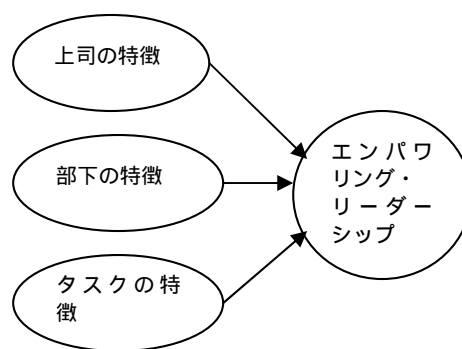 上司の特徴
部下の特徴
タスクの特
徴
エンパワ
リング・
リーダー
シップ